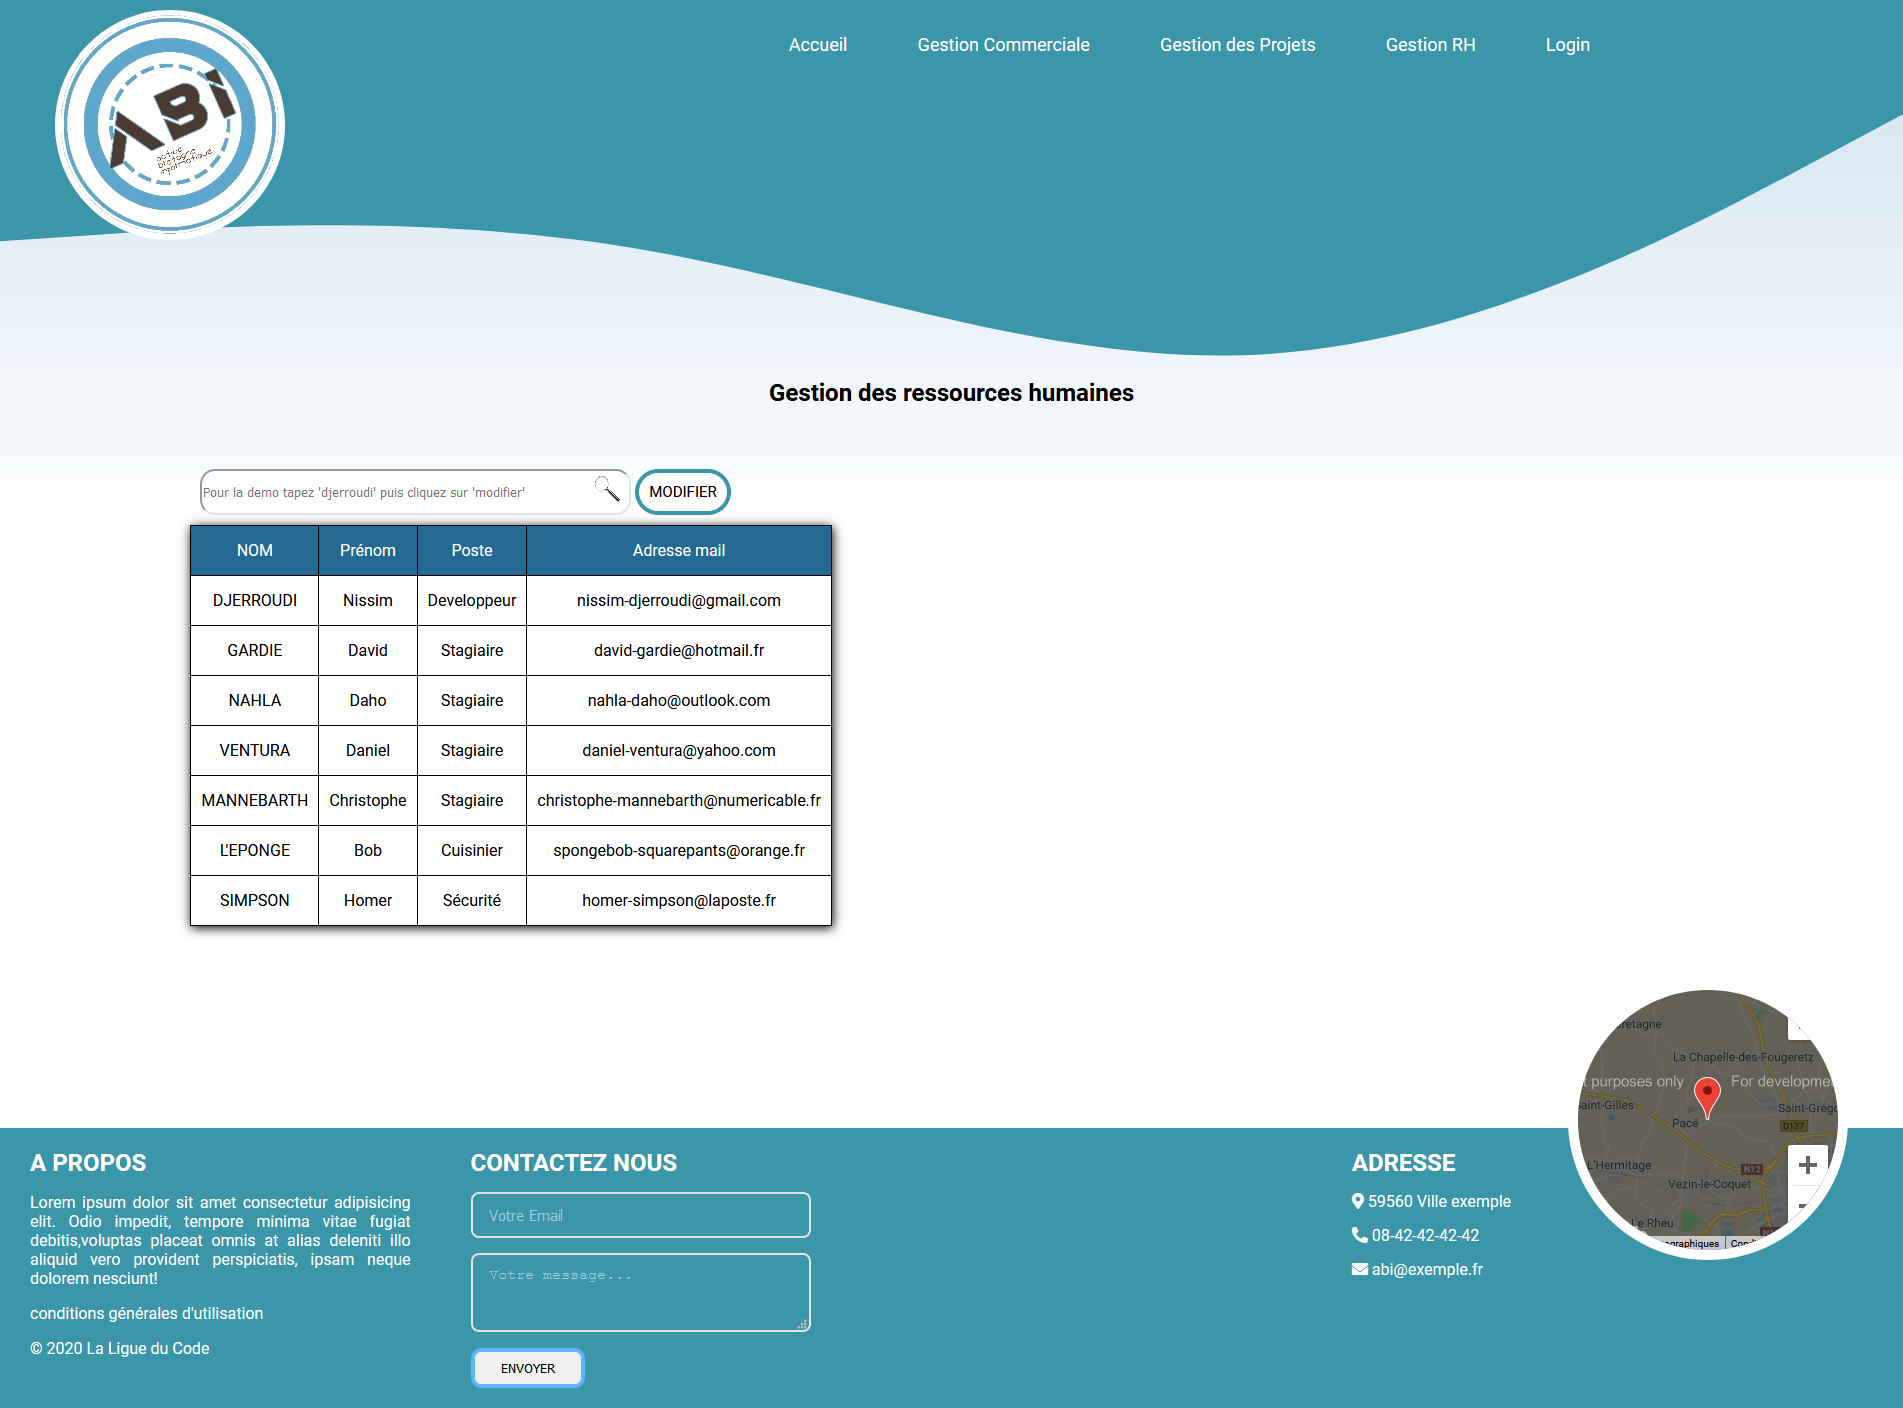 ABi
active
bretagne
informatique
Accueil
Gestion Commerciale
Gestion des Projets
Gestion RH
Login
Gestion des ressources humaines
Pour la demo tapez 'djerroudi' puis cliquez sur 'modifier'
MODIFIER
NOM Prénom Poste Adresse mail
DJERROUDI Nissim Developpeur nissim-djerroudi@gmail.com
GARDIE David Stagiaire david-gardie@hotmail.fr
NAHLA Daho Stagiaire nahla-daho@outlook.com
VENTURA Daniel Stagiaire daniel-ventura@yahoo.com
MANNEBARTH Christophe Stagiaire christophe-mannebarth@numericable.fr
L'EPONGE Bob Cuisinier spongebob-squarepants@orange.fr
SIMPSON Homer Sécurité homer-simpson@laposte.fr
A PROPOS
Lorem ipsum dolor sit amet consectetur adipisicing
elit. Odio impedit, tempore minima vitae fugiat
debitis,voluptas placeat omnis at alias deleniti illo
aliquid vero provident perspiciatis, ipsam neque
dolorem nesciunt!
conditions générales d'utilisation
© 2020 La Ligue du Code
CONTACTEZ NOUS
Votre Email
Votre message...
ENVOYER
ADRESSE
59560 Ville exemple
08-42-42-42-42
abi@exemple.fr
retagne
La Chapelle-des-Fougeretz
t purposes only
For developme
aint-Gilles
Saint-Grégo
Pacé
D137
L'Hermitage
N12
Vezin-le-Coquet
Le Rheu
ographiques